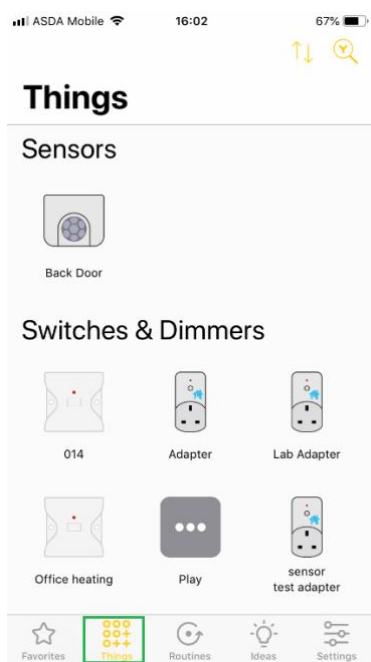 ASDA Mobile 16:02 67%
Things
Sensors
Back Door
Switches & Dimmers
014 Adapter Lab Adapter
Office heating Play sensor
test adapter
Favorites Things Routines Ideas Settings